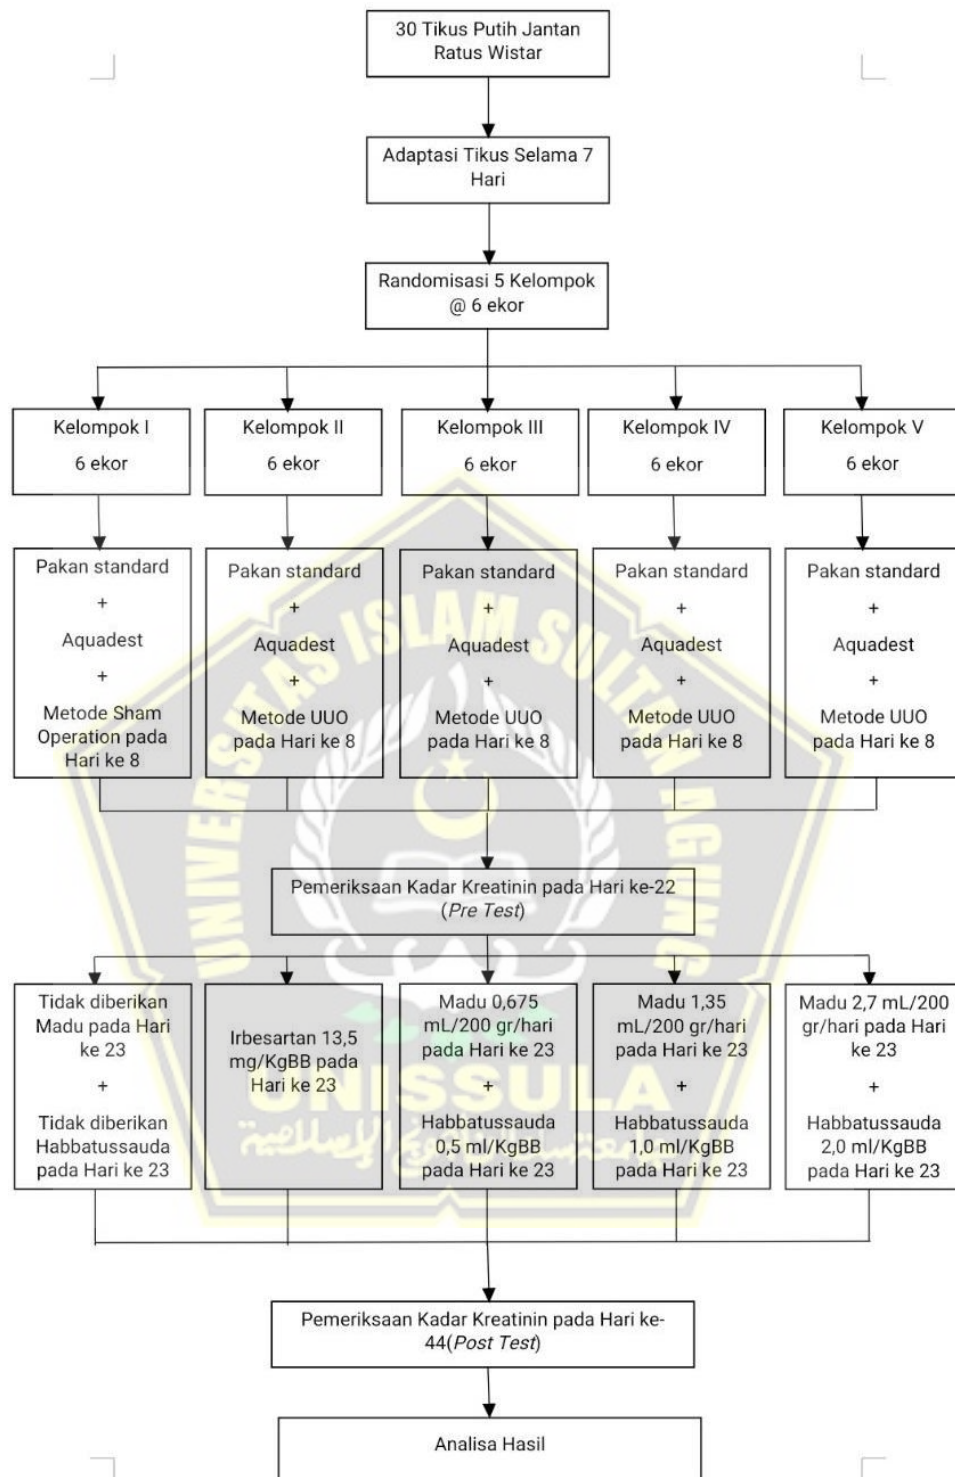 30 Tikus Putih Jantan
Ratus Wistar
Adaptasi Tikus Selama 7
Hari
Randomisasi 5 Kelompok
@ 6 ekor
Kelompok I
6 ekor
Kelompok II
6 ekor
Kelompok III
6 ekor
Kelompok IV
6 ekor
Kelompok V
6 ekor
Pakan standard
+
Aquadest
+
Metode Sham
Operation pada
Hari ke 8
Pakan standard
+
Aquadest
+
Metode UUO
pada Hari ke 8
Pakan standard
+
Aquadest
+
Metode UUO
pada Hari ke 8
Pakan standard
+
Aquadest
+
Metode UUO
pada Hari ke 8
Pakan standard
+
Aquadest
+
Metode UUO
pada Hari ke 8
Pemeriksaan Kadar Kreatinin pada Hari ke-22
(Pre Test)
Tidak diberikan
Madu pada Hari
ke 23
+
Tidak diberikan
Habbatussauda
pada Hari ke 23
Irbesartan 13,5
mg/KgBB pada
Hari ke 23
Madu 0,675
mL/200 gr/hari
pada Hari ke 23
+
Habbatussauda
0,5 ml/KgBB
pada Hari ke 23
Madu 1,35
mL/200 gr/hari
pada Hari ke 23
+
Habbatussauda
1,0 ml/KgBB
pada Hari ke 23
Madu 2,7 mL/200
gr/hari pada Hari
ke 23
+
Habbatussauda
2,0 ml/KgBB
pada Hari ke 23
Pemeriksaan Kadar Kreatinin pada Hari ke-
44(Post Test)
Analisa Hasil
UNIVERSITAS ISLAM SULTAN AGUNG
UNISSULA